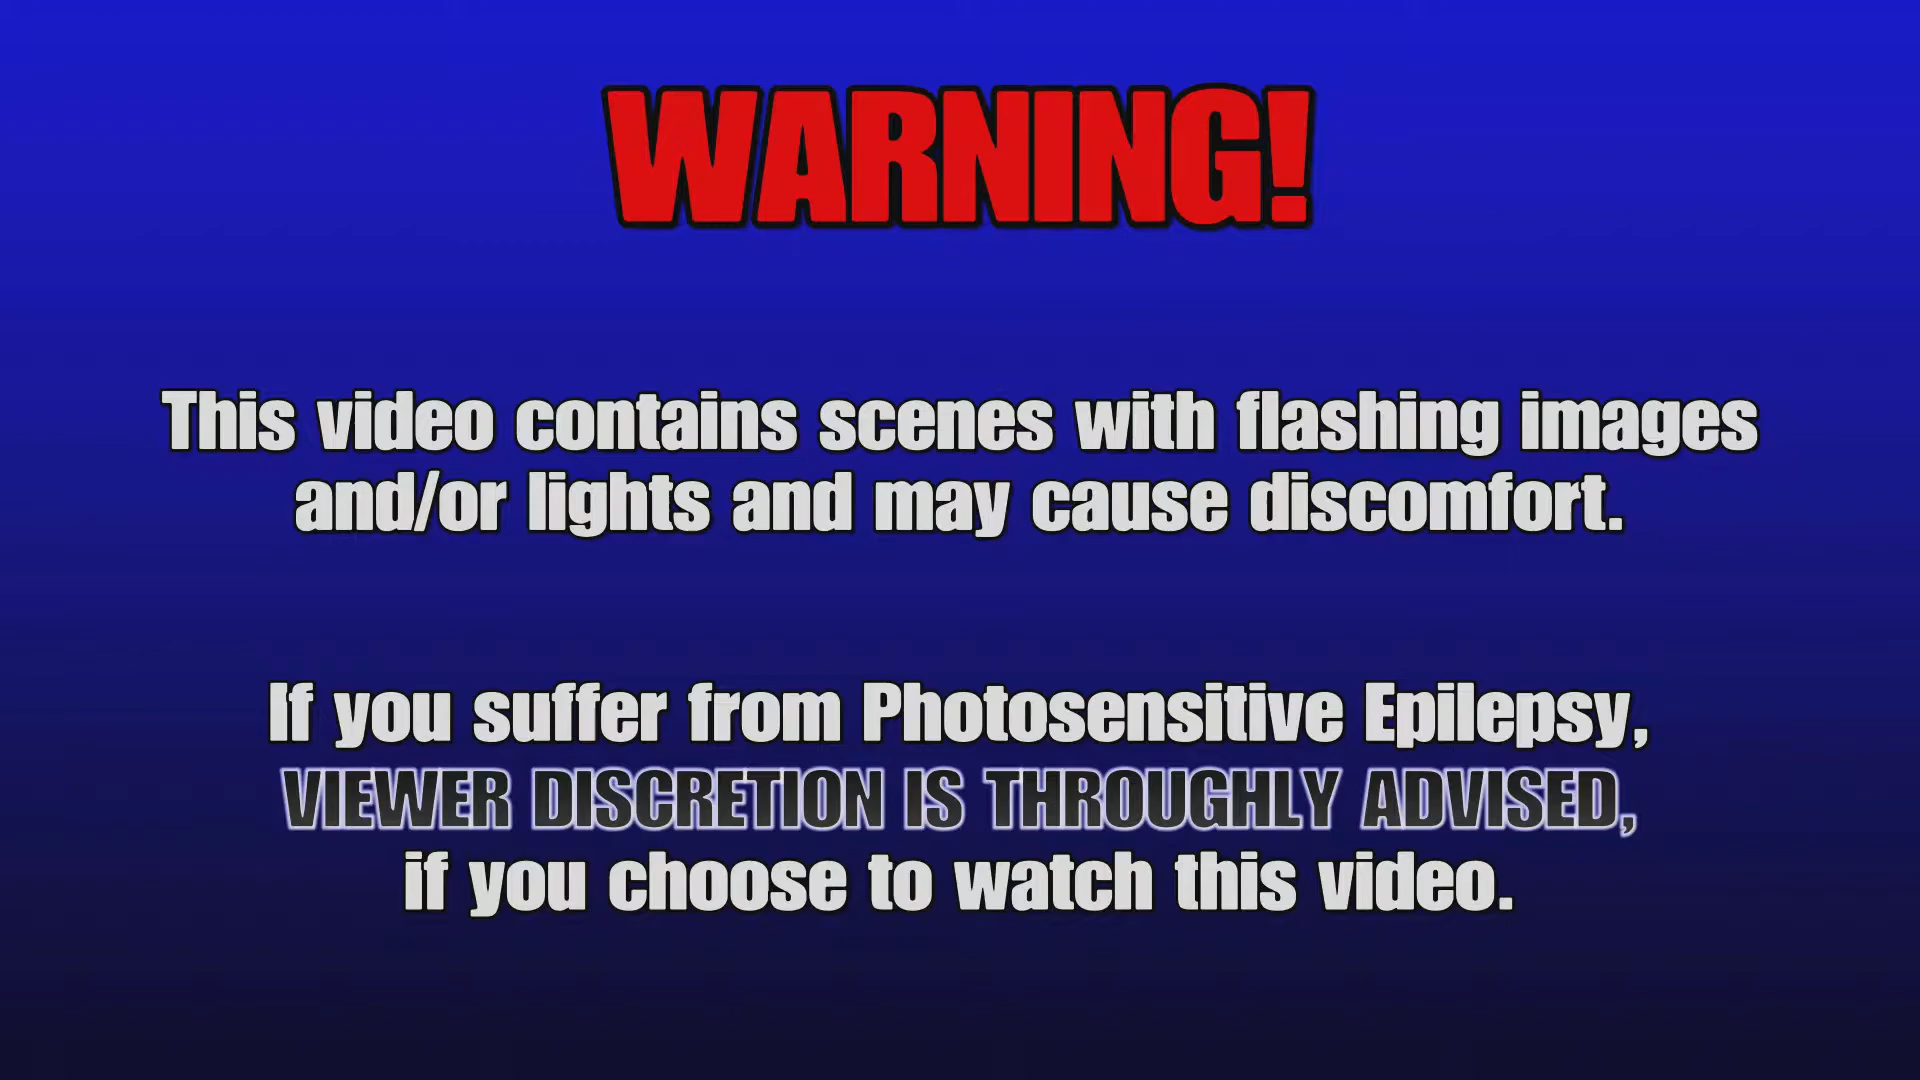 WARNING!
This video contains scenes with flashing images
and/or lights and may cause discomfort.
If you suffer from Photosensitive Epilepsy,
VIEWER DISCRETION IS THROUGHLY ADVISED,
if you choose to watch this video.